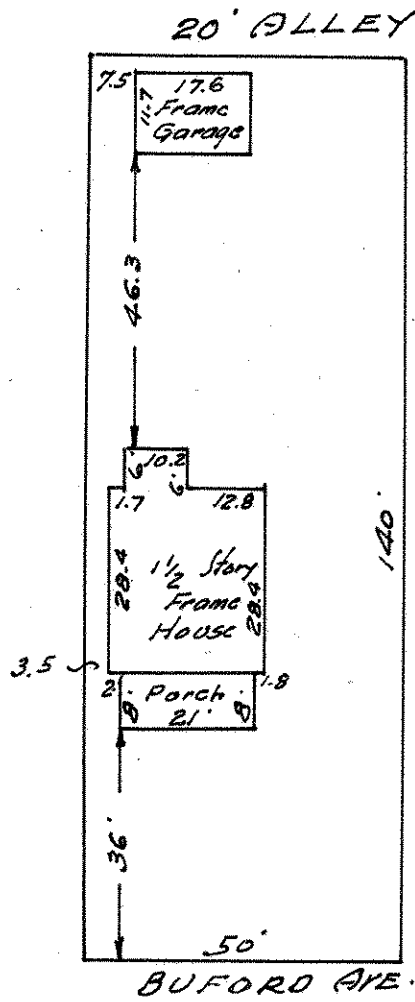 20' ALLEY
7.5
17.6
11.7
Frame
Garage
46.3
10.2
6'
6'
1.7
12.8
28.4
1 1/2 Story
Frame
House
28.4
140'
3.5
2'
Porch
1.8
8'
21'
8'
36'
50'
BUFORD AVE.